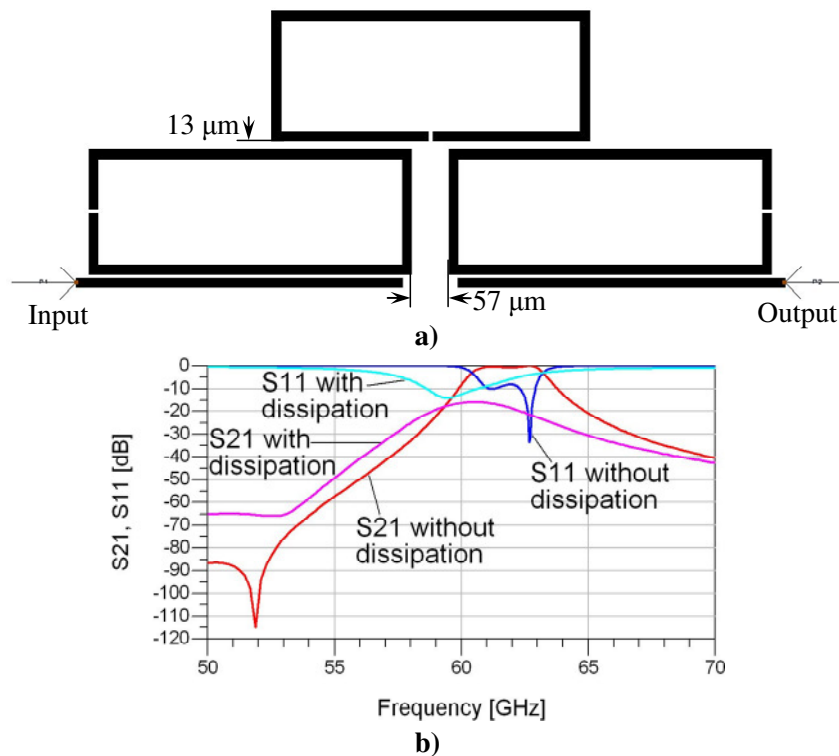 13 µm
57 µm
Input
Output
a)
S21, S11 [dB]
0
-10
-20
-30
-40
-50
-60
-70
-80
-90
-100
-110
-120
S11 with
dissipation
S21 with
dissipation
S11 without
dissipation
S21 without
dissipation
50
55
60
65
70
Frequency [GHz]
b)